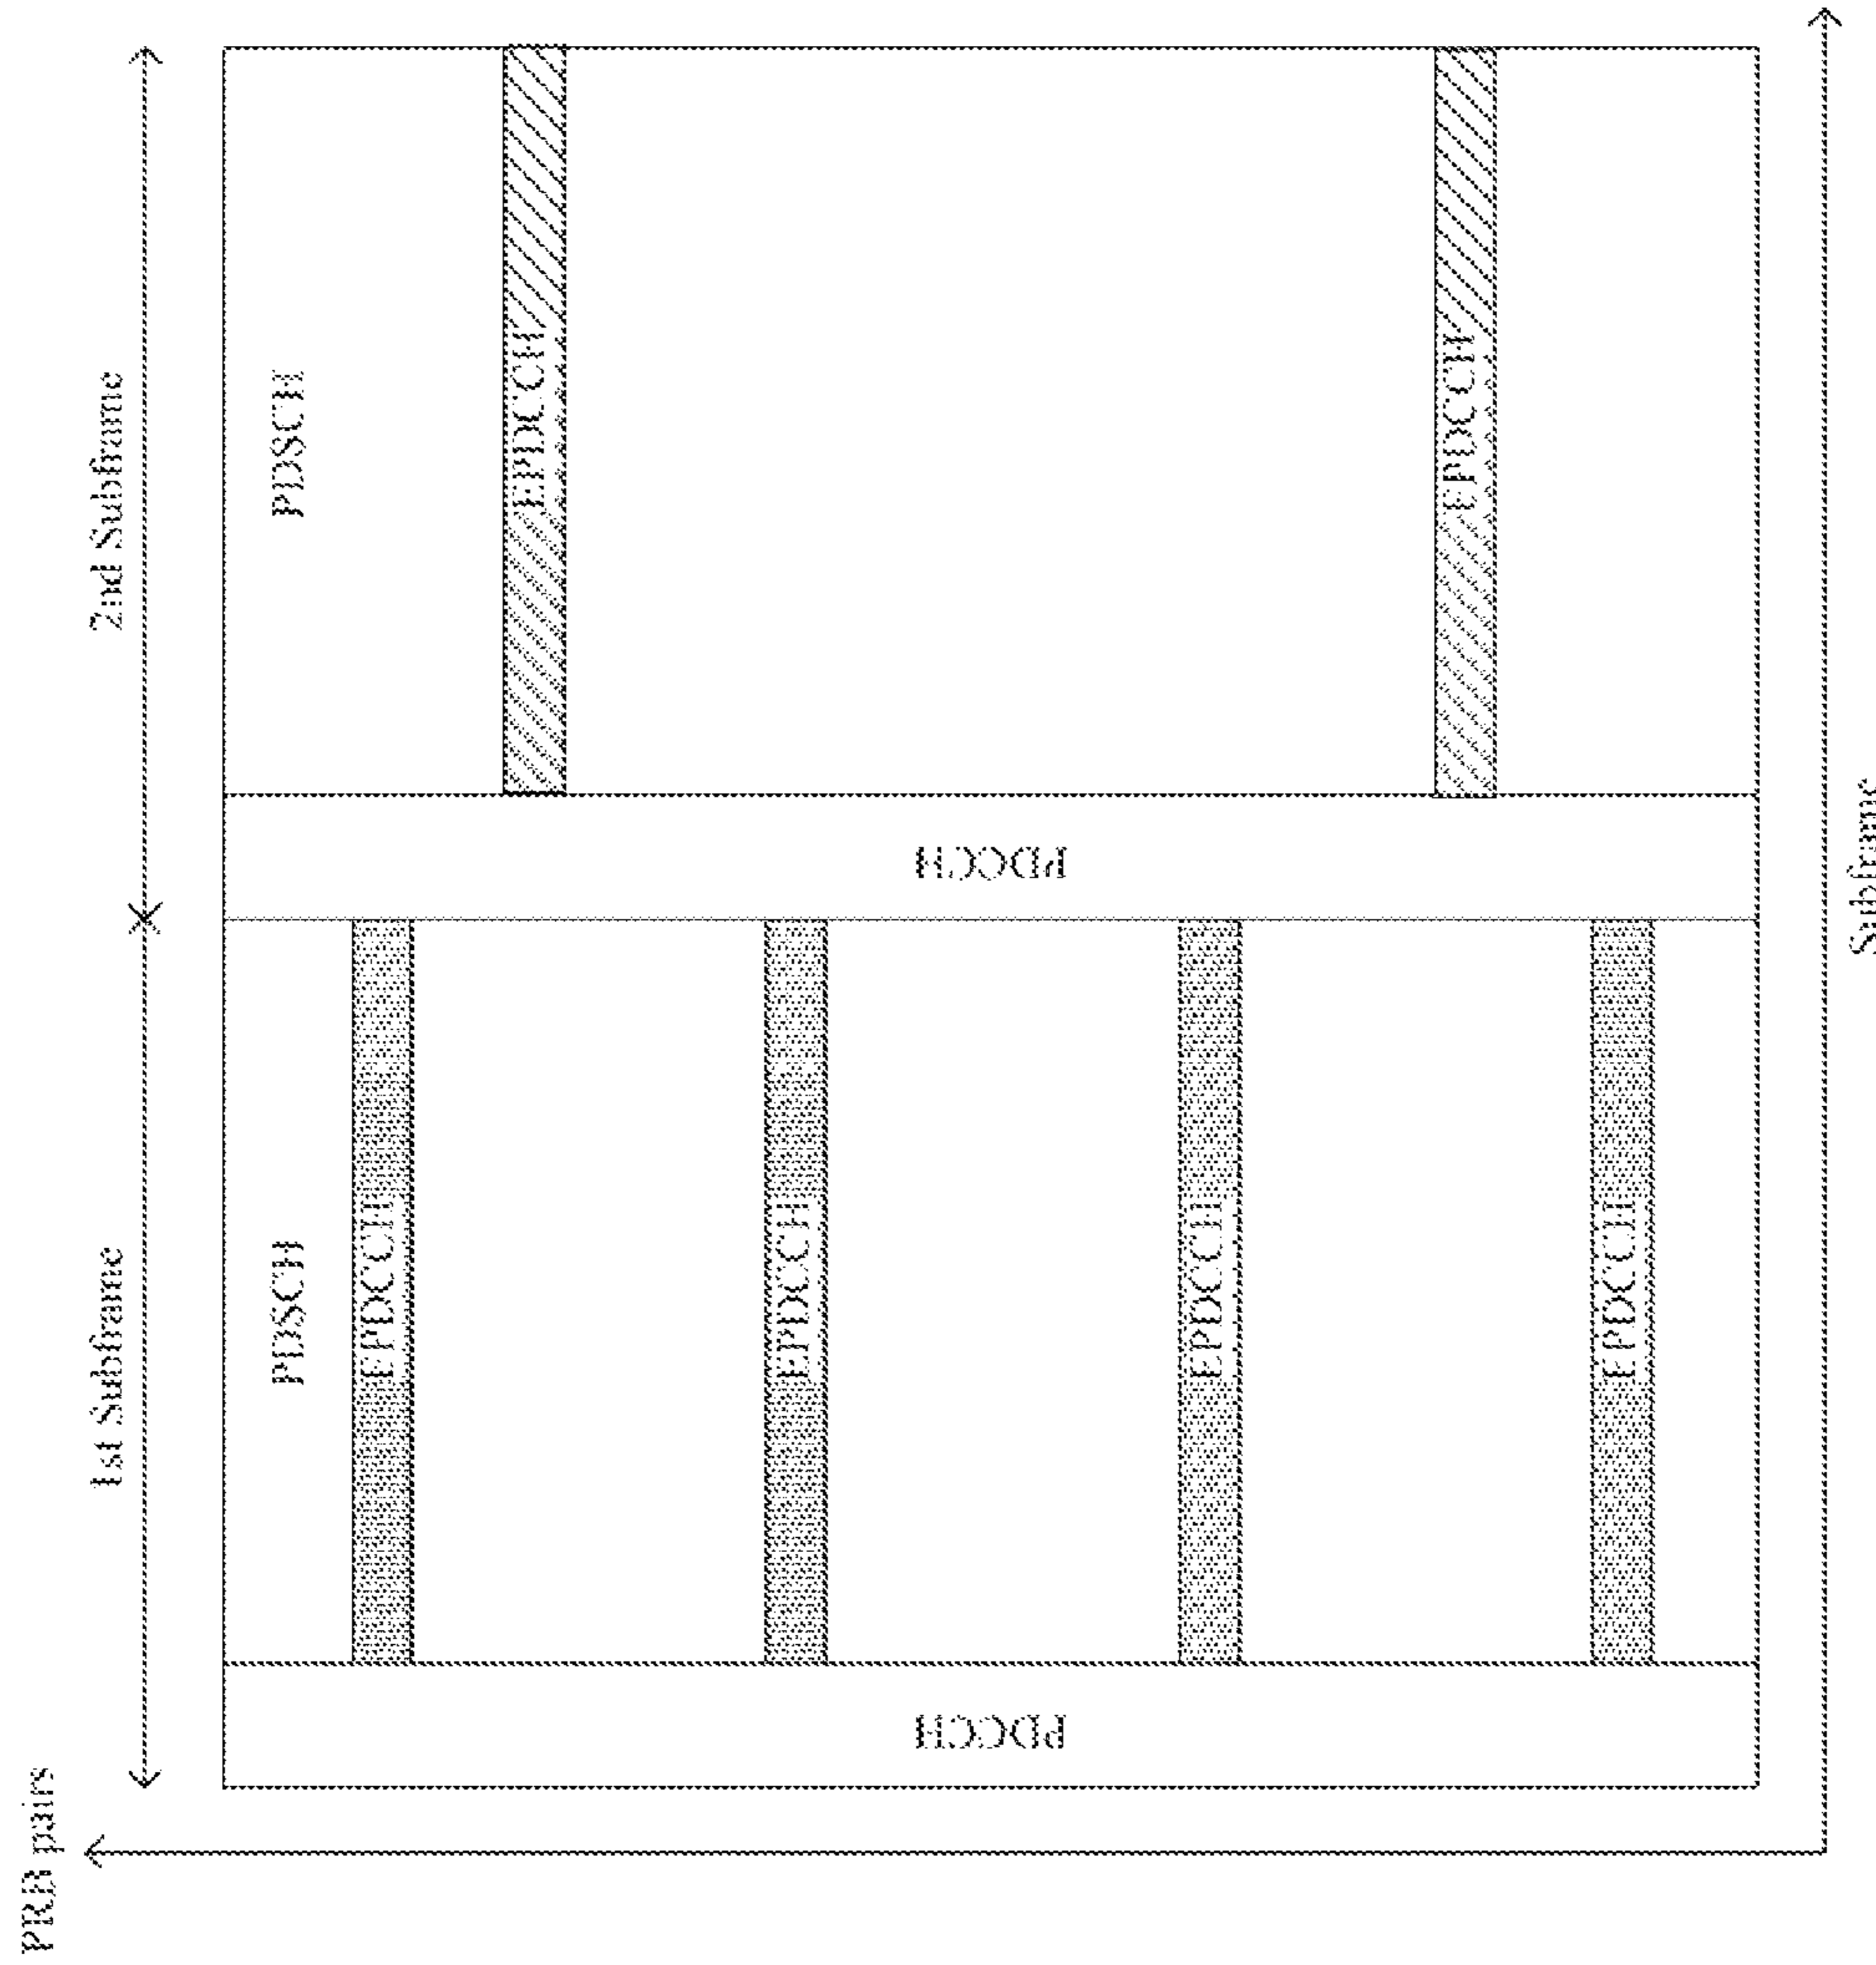 PRB pairs
1st Subframe
2nd Subframe
PDCCH
PDSCH
EPDCCH
EPDCCH
EPDCCH
EPDCCH
PDCCH
PDSCH
EPDCCH
EPDCCH
Subframe